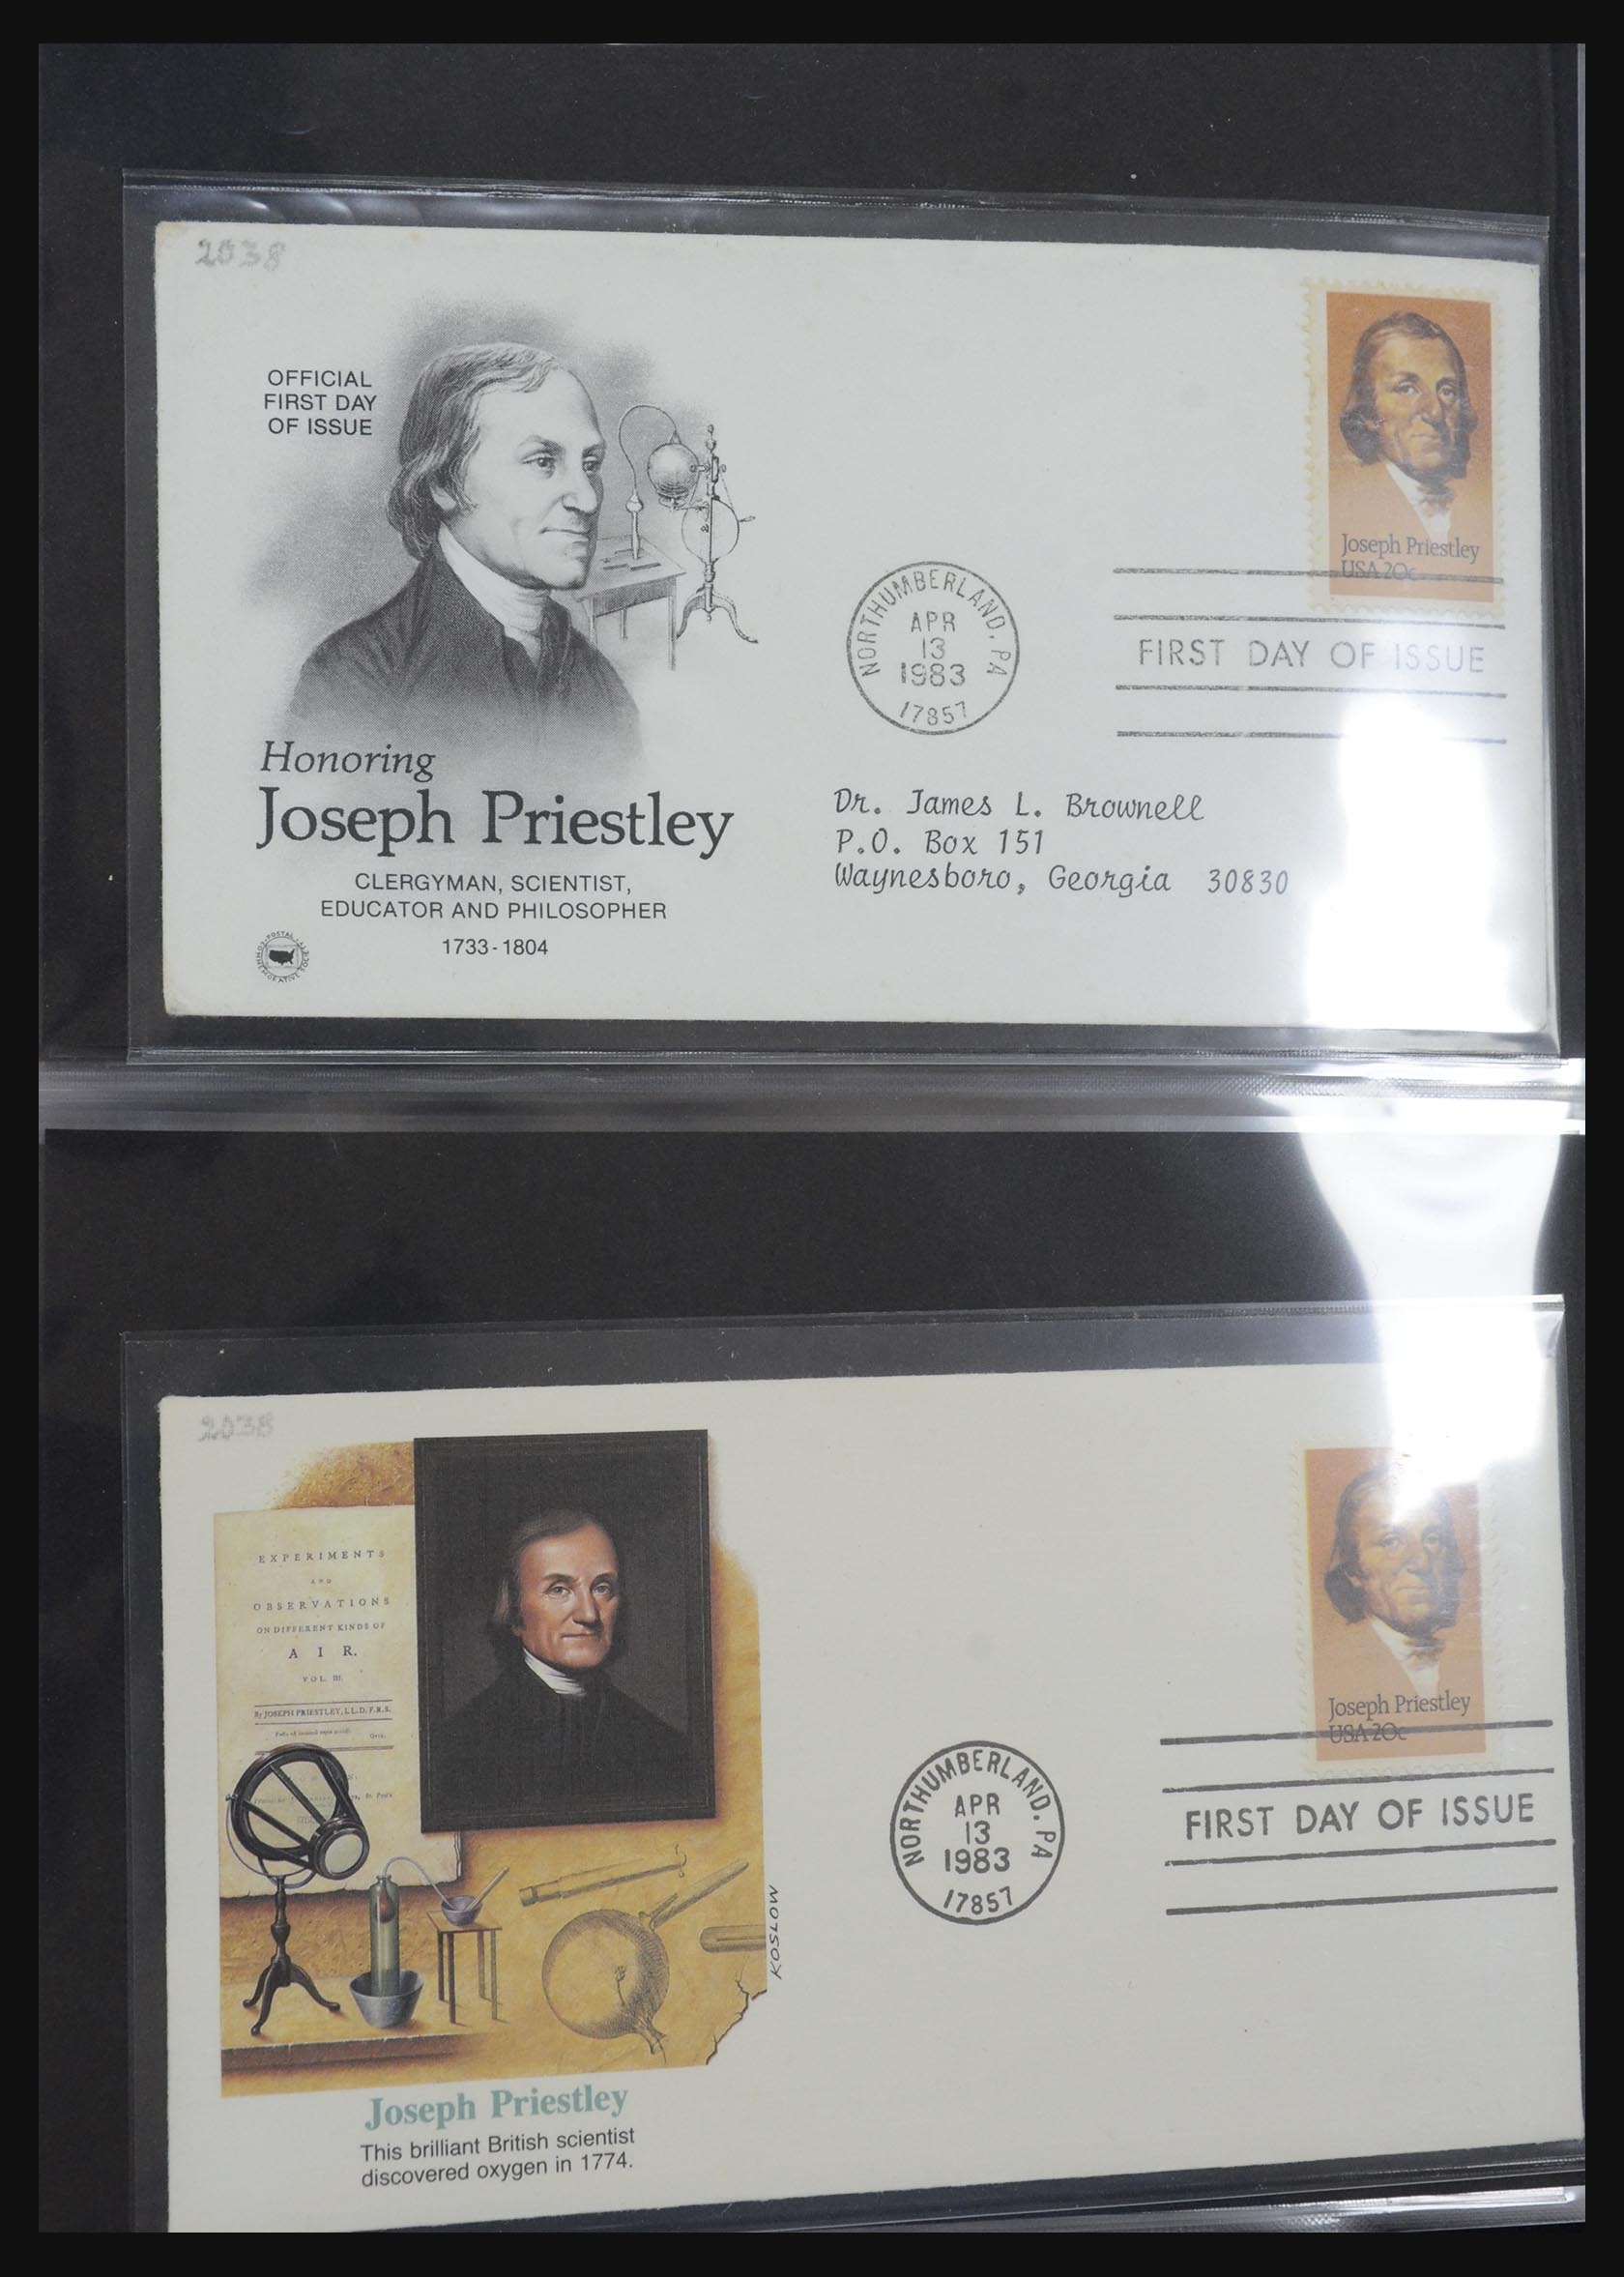 2038
OFFICIAL
FIRST DAY
OF ISSUE
Joseph Priestley
USA 20c
NORTHUMBERLAND, PA
APR
13
1983
17857
FIRST DAY OF ISSUE
Honoring
Joseph Priestley
CLERGYMAN, SCIENTIST,
EDUCATOR AND PHILOSOPHER
1733-1804
Dr. James L. Brownell
P.O. Box 151
Waynesboro, Georgia 30830
2038
EXPERIMENTS
AND
OBSERVATIONS
ON DIFFERENT KINDS OF
AIR.
VOL. III.
By JOSEPH PRIESTLEY, LL.D. F.R.S.
KOSLOW
Joseph Priestley
USA 20c
NORTHUMBERLAND, PA
APR
13
1983
17857
FIRST DAY OF ISSUE
Joseph Priestley
This brilliant British scientist
discovered oxygen in 1774.